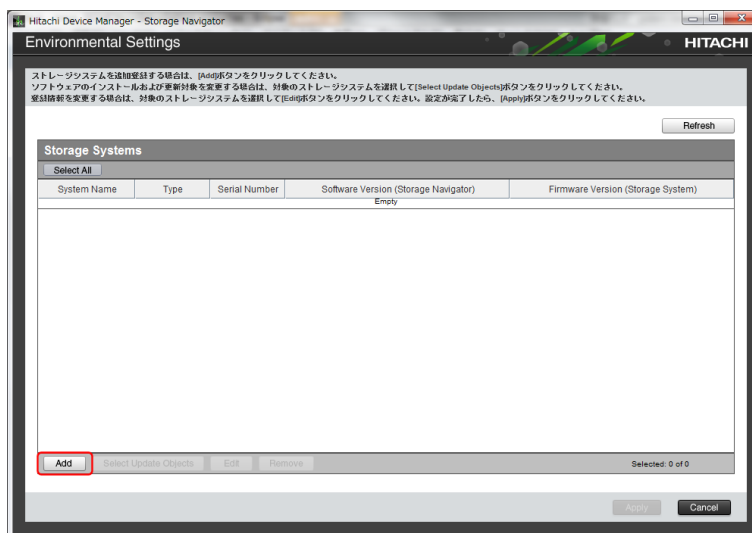 Hitachi Device Manager - Storage Navigator
Environmental Settings
HITACHI
ストレージシステムを追加登録する場合は、[Add]ボタンをクリックしてください。
ソフトウェアのインストールおよび更新対象を変更する場合は、対象のストレージシステムを選択して[Select Update Objects]ボタンをクリックしてください。
登録情報を変更する場合は、対象のストレージシステムを選択して[Edit]ボタンをクリックしてください。設定が完了したら、[Apply]ボタンをクリックしてください。
Refresh
Storage Systems
Select All
System Name Type Serial Number Software Version (Storage Navigator) Firmware Version (Storage System)
Empty
Add Select Update Objects Edit Remove Selected: 0 of 0
Apply Cancel